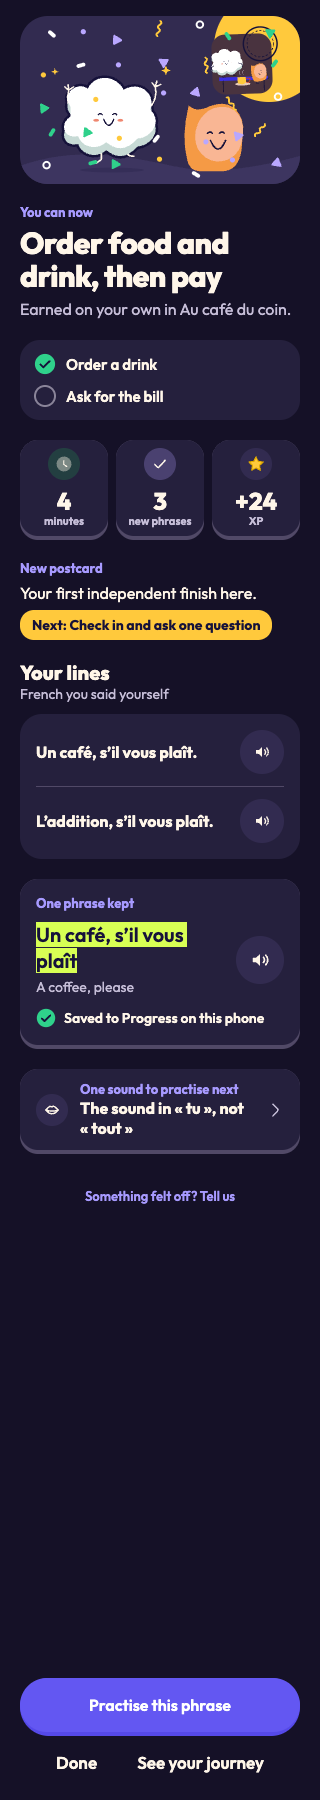 You can now
Order food and
drink, then pay
Earned on your own in Au café du coin.
Order a drink
Ask for the bill
4
minutes
3
new phrases
+24
XP
New postcard
Your first independent finish here.
Next: Check in and ask one question
Your lines
French you said yourself
Un café, s’il vous plaît.
L’addition, s’il vous plaît.
One phrase kept
Un café, s’il vous
plaît
A coffee, please
Saved to Progress on this phone
One sound to practise next
The sound in « tu », not
« tout »
Something felt off? Tell us
Practise this phrase
Done
See your journey